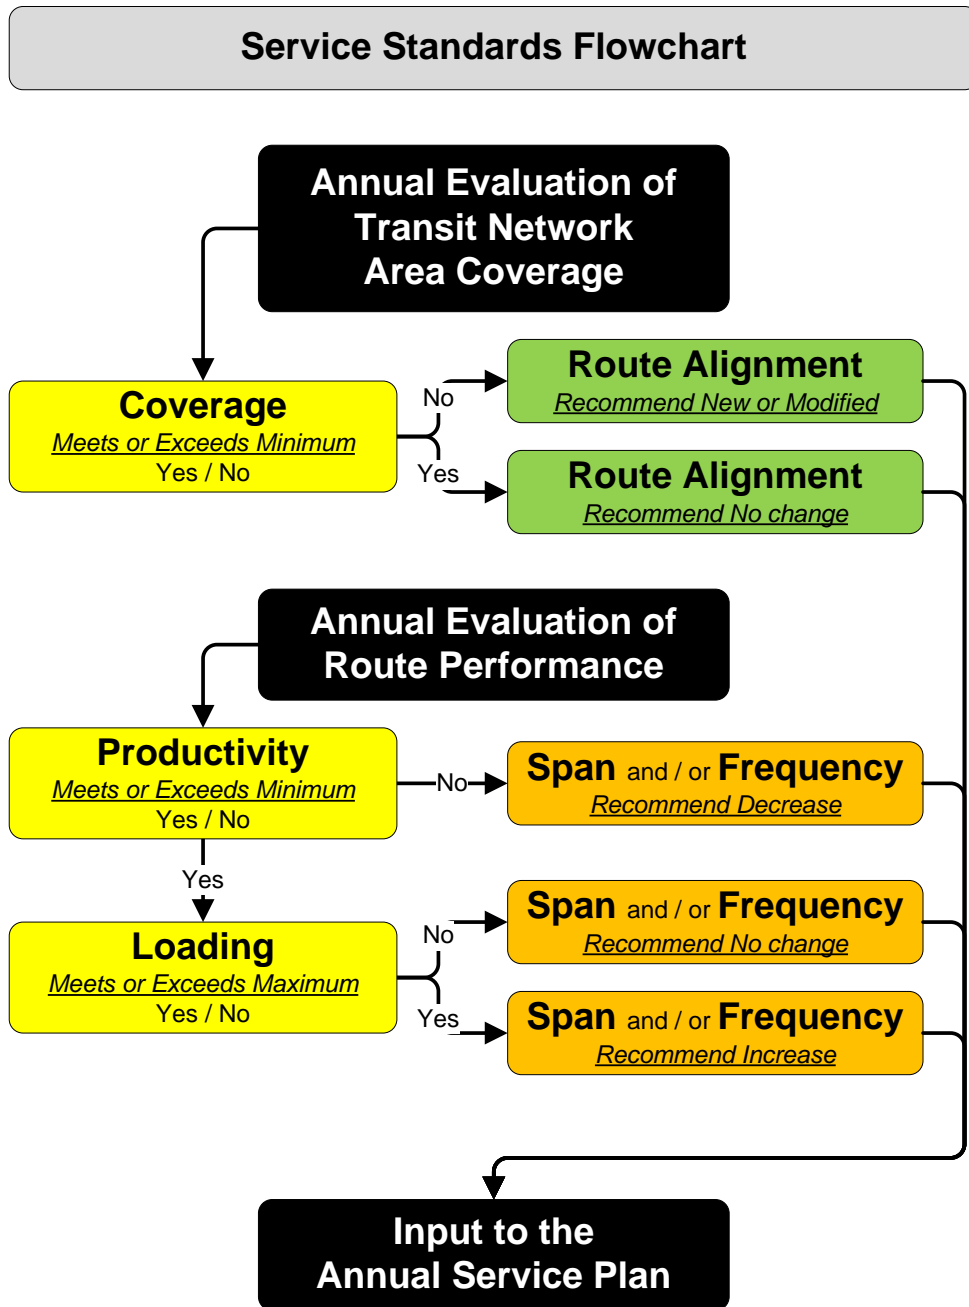 Service Standards Flowchart
Annual Evaluation of
Transit Network
Area Coverage
Coverage
Meets or Exceeds Minimum
Yes / No
No
Yes
Route Alignment
Recommend New or Modified
Route Alignment
Recommend No change
Annual Evaluation of
Route Performance
Productivity
Meets or Exceeds Minimum
Yes / No
No
Span and / or Frequency
Recommend Decrease
Yes
Loading
Meets or Exceeds Maximum
Yes / No
No
Yes
Span and / or Frequency
Recommend No change
Span and / or Frequency
Recommend Increase
Input to the
Annual Service Plan